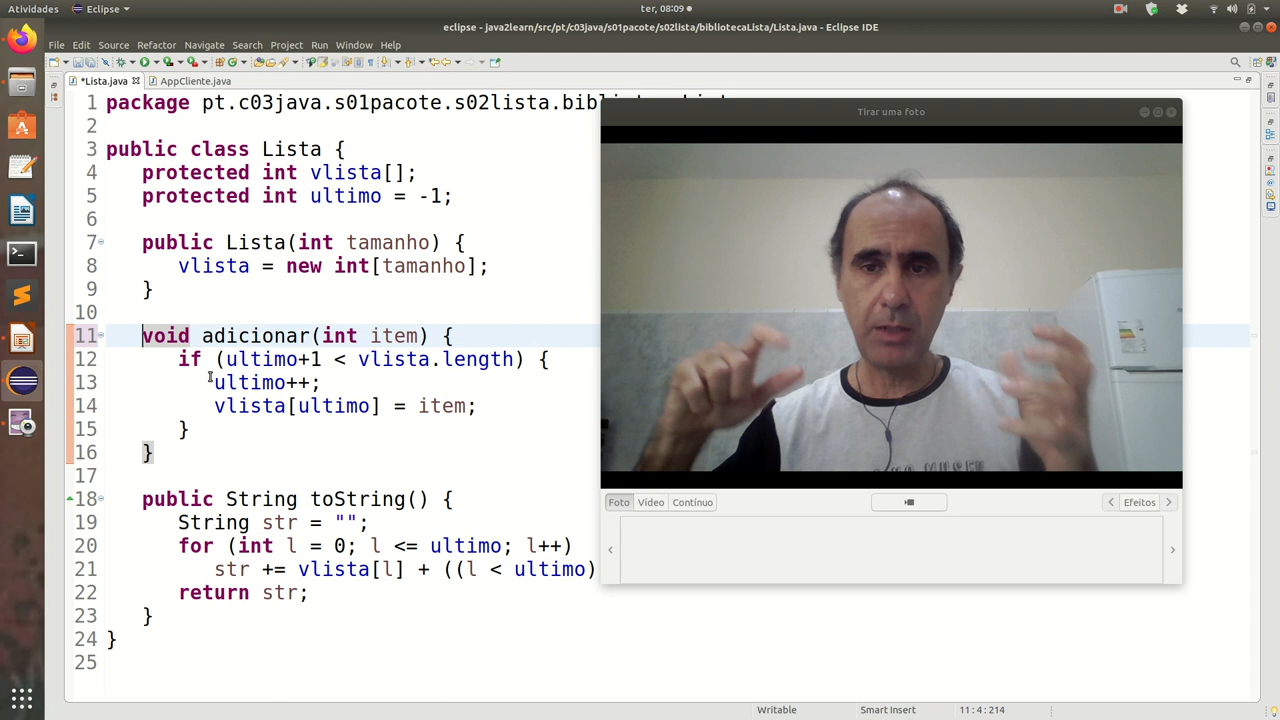 Atividades Eclipse ter, 08:09
eclipse - java2learn/src/pt/c03java/s01pacote/s02lista/bibliotecaLista/Lista.java - Eclipse IDE
File Edit Source Refactor Navigate Search Project Run Window Help
*Lista.java AppCliente.java
1 package pt.c03java.s01pacote.s02lista.
2
3 public class Lista {
4 protected int vlista[];
5 protected int ultimo = -1;
6
7 public Lista(int tamanho) {
8 vlista = new int[tamanho];
9 }
10
11 void adicionar(int item) {
12 if (ultimo+1 < vlista.length) {
13 ultimo++;
14 vlista[ultimo] = item;
15 }
16 }
17
18 public String toString() {
19 String str = "";
20 for (int l = 0; l <= ultimo; l++)
21 str += vlista[l] + ((l < ultimo)
22 return str;
23 }
24 }
25
Tirar uma foto
Foto Vídeo Contínuo Efeitos
Writable Smart Insert 11:4:214